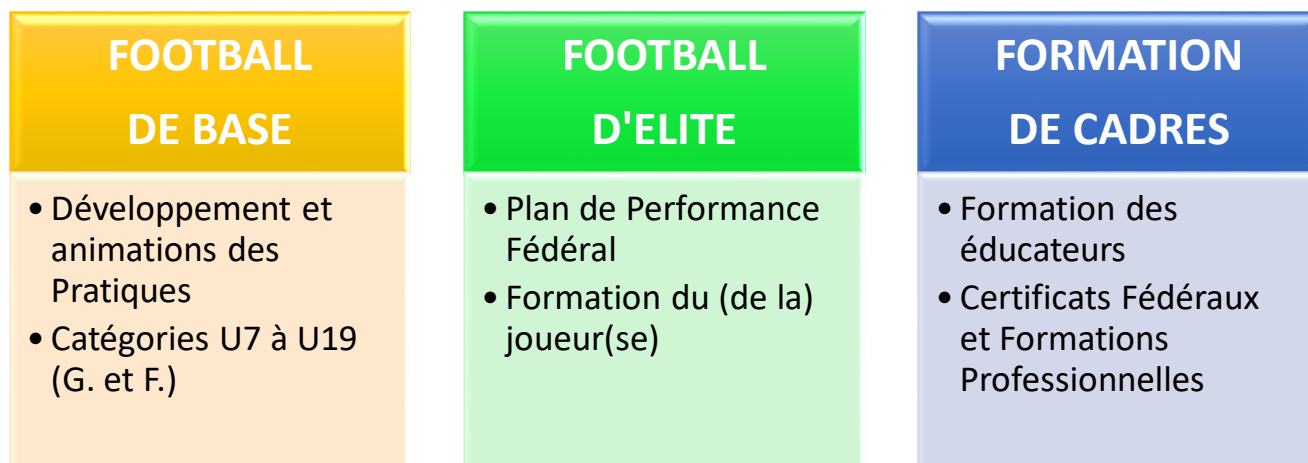 FOOTBALL
DE BASE
• Développement et
animations des
Pratiques
• Catégories U7 à U19
(G. et F.)
FOOTBALL
D'ELITE
• Plan de Performance
Fédéral
• Formation du (de la)
joueur(se)
FORMATION
DE CADRES
• Formation des
éducateurs
• Certificats Fédéraux
et Formations
Professionnelles